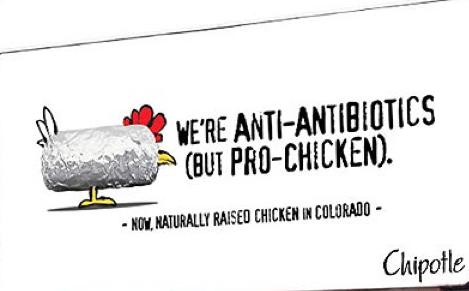 WE'RE ANTI-ANTIBIOTICS
(BUT PRO-CHICKEN).
- NOW, NATURALLY RAISED CHICKEN IN COLORADO -
Chipotle